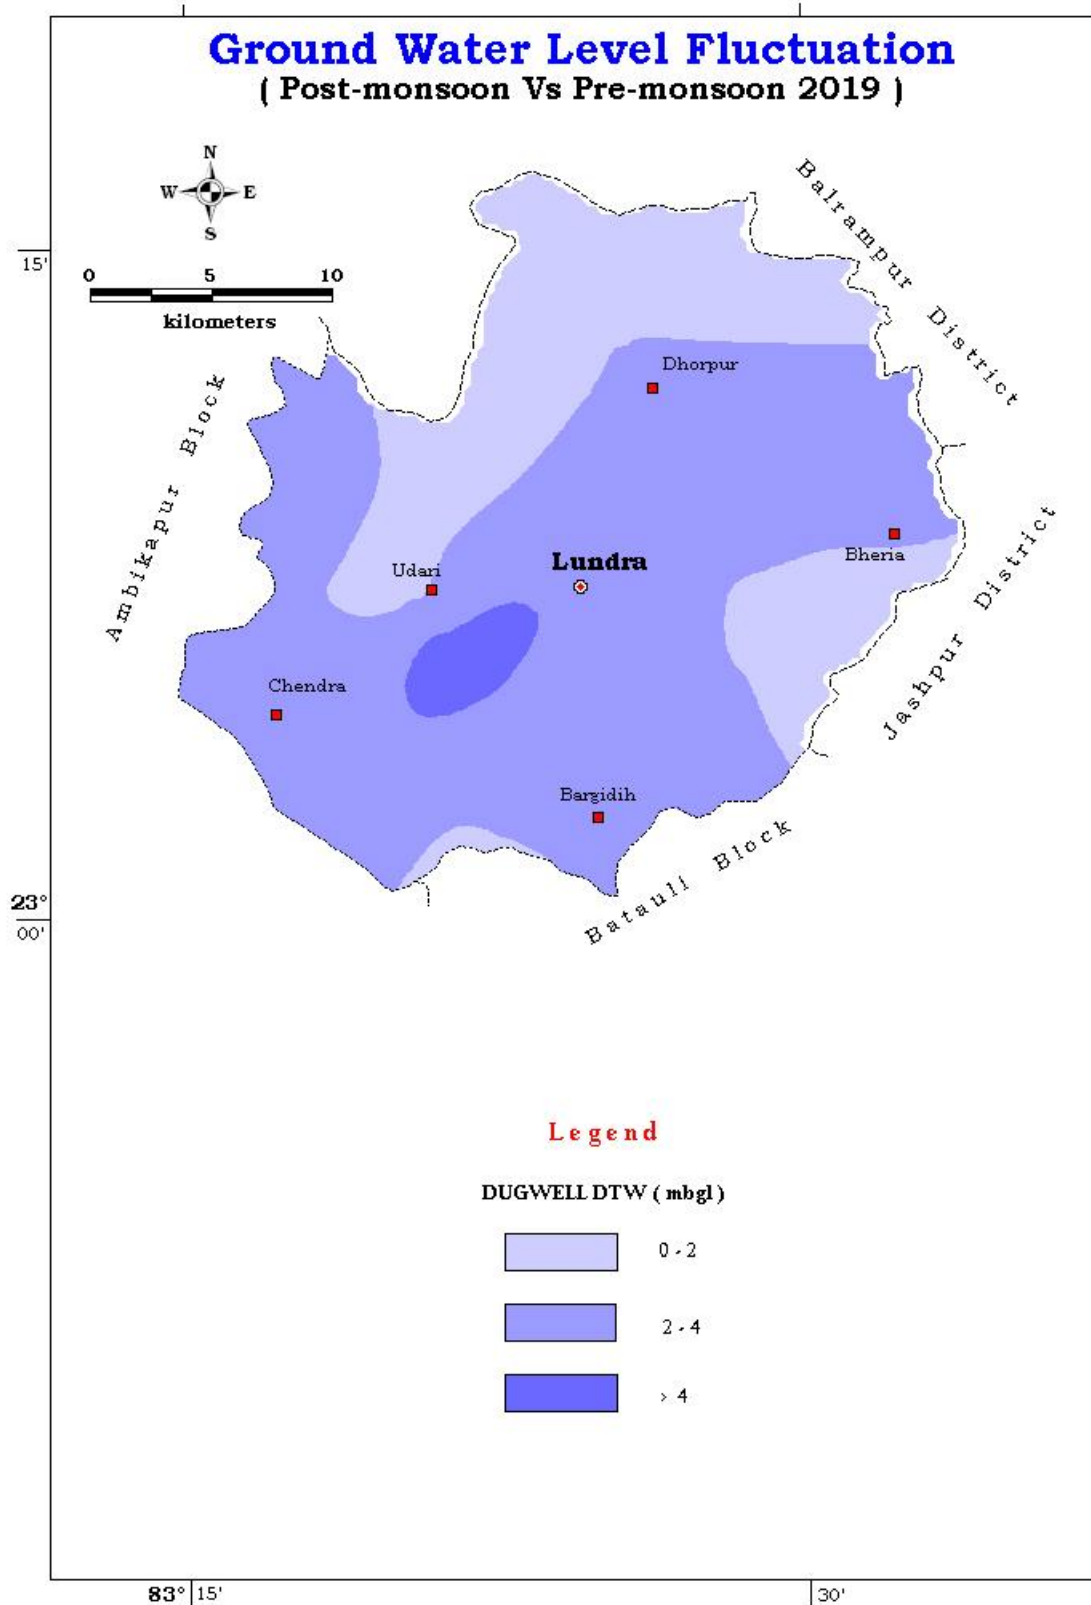 Ground Water Level Fluctuation
( Post-monsoon Vs Pre-monsoon 2019 )
N
W E
S
15'
0 5 10
kilometers
Balrampur District
Ambikapur Block
Dhorpur
Jashpur District
Bheria
Lundra
Udari
Chendra
Bargidih
Batauli Block
23°
00'
Legend
DUGWELL DTW ( mbgl )
0 - 2
2 - 4
> 4
83° 15' 30'